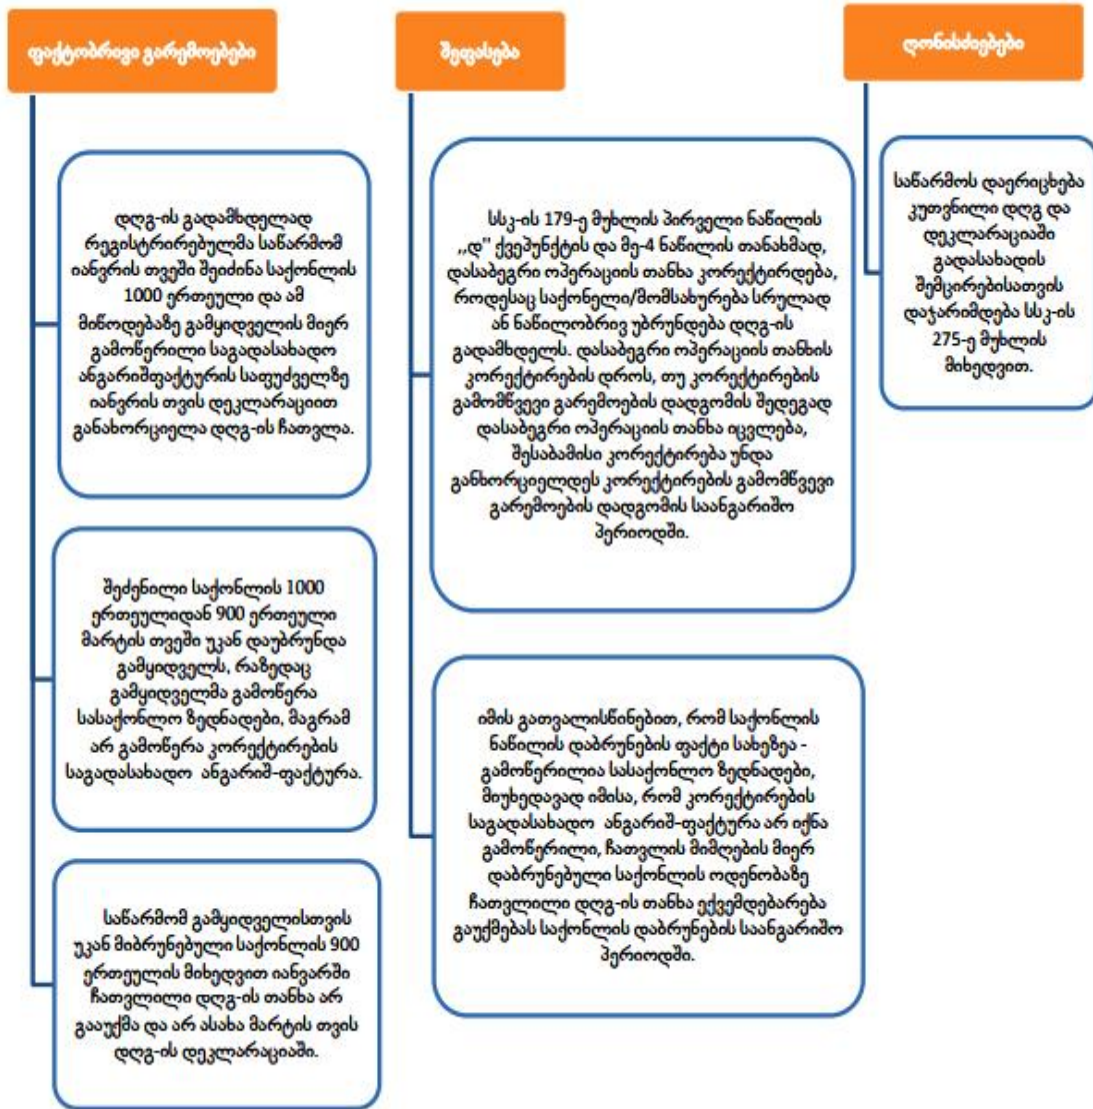 ფაქტობრივი გარემოებები
დღგ-ის გადამხდელად
რეგისტრირებულმა საწარმომ
იანვრის თვეში შეიძინა საქონლის
1000 ერთეული და ამ
მიწოდებაზე გამყიდველის მიერ
გამოწერილი საგადასახადო
ანგარიშფაქტურის საფუძველზე
იანვრის თვის დეკლარაციით
განახორციელა დღგ-ის ჩათვლა.
შეძენილი საქონლის 1000
ერთეულიდან 900 ერთეული
მარტის თვეში უკან დაუბრუნდა
გამყიდველს, რაზედაც
გამყიდველმა გამოწერა
სასაქონლო ზედნადები, მაგრამ
არ გამოწერა კორექტირების
საგადასახადო ანგარიშ-ფაქტურა.
საწარმომ გამყიდველისთვის
უკან მიბრუნებული საქონლის 900
ერთეულის მიხედვით იანვარში
ჩათვლილი დღგ-ის თანხა არ
გააუქმა და არ ასახა მარტის თვის
დღგ-ის დეკლარაციაში.
შეფასება
სსკ-ის 179-ე მუხლის პირველი ნაწილის
,,დ" ქვეპუნქტის და მე-4 ნაწილის თანახმად,
დასაბეგრი ოპერაციის თანხა კორექტირდება,
როდესაც საქონელი/მომსახურება სრულად
ან ნაწილობრივ უბრუნდება დღგ-ის
გადამხდელს. დასაბეგრი ოპერაციის თანხის
კორექტირების დროს, თუ კორექტირების
გამომწვევი გარემოების დადგომის შედეგად
დასაბეგრი ოპერაციის თანხა იცვლება,
შესაბამისი კორექტირება უნდა
განხორციელდეს კორექტირების გამომწვევი
გარემოების დადგომის საანგარიშო
პერიოდში.
იმის გათვალისწინებით, რომ საქონლის
ნაწილის დაბრუნების ფაქტი სახეზეა -
გამოწერილია სასაქონლო ზედნადები,
მიუხედავად იმისა, რომ კორექტირების
საგადასახადო ანგარიშ-ფაქტურა არ იქნა
გამოწერილი, ჩათვლის მიმღების მიერ
დაბრუნებული საქონლის ოდენობაზე
ჩათვლილი დღგ-ის თანხა ექვემდებარება
გაუქმებას საქონლის დაბრუნების საანგარიშო
პერიოდში.
ღონისძიებები
საწარმოს დაერიცხება
კუთვნილი დღგ და
დეკლარაციაში
გადასახადის
შემცირებისათვის
დაჯარიმდება სსკ-ის
275-ე მუხლის
მიხედვით.